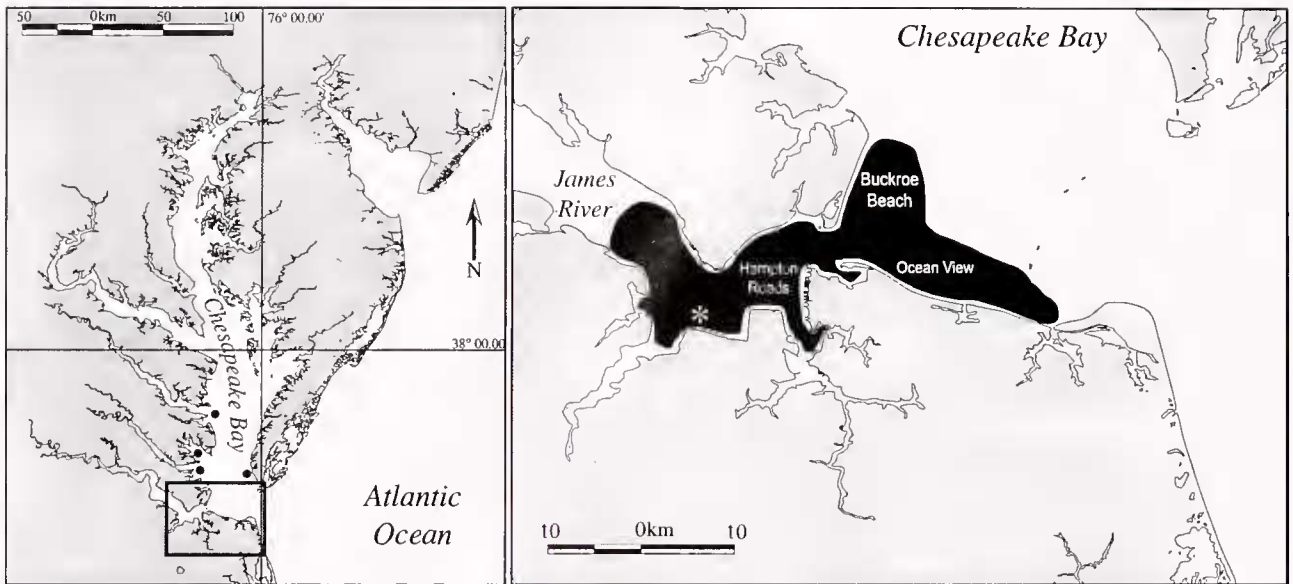 50 0km 50 100
76° 00.00'
N
Chesapeake Bay
38° 00.00
Atlantic
Ocean
Chesapeake Bay
James
River
Buckroe
Beach
Hampton
Roads
Ocean View
*
10 0km 10